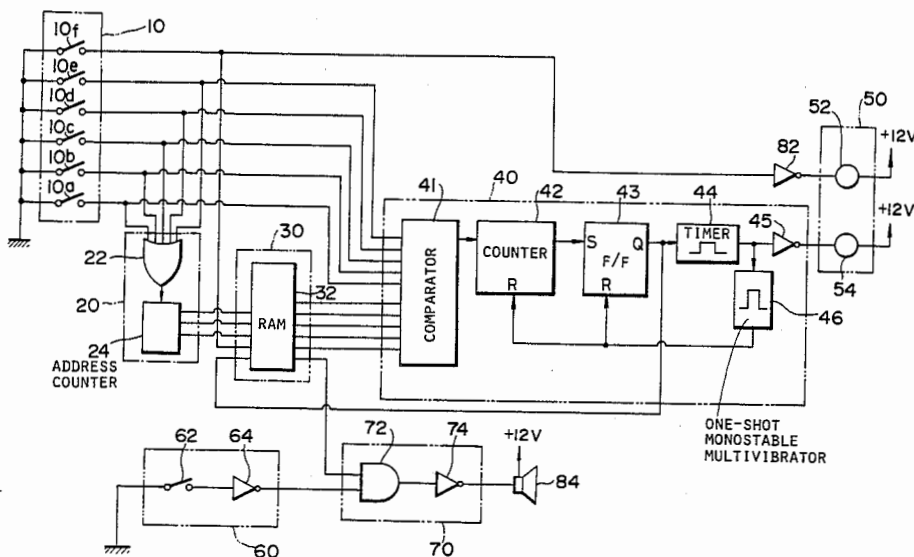 10f
10
10e
10d
10c
10b
10a
22
20
24
ADDRESS
COUNTER
30
32
RAM
41
COMPARATOR
40
42
COUNTER
43
S Q
F/F
R
R
44
TIMER
45
46
ONE-SHOT
MONOSTABLE
MULTIVIBRATOR
82
52
50
+12V
+12V
54
62
64
60
72
74
70
+12V
84